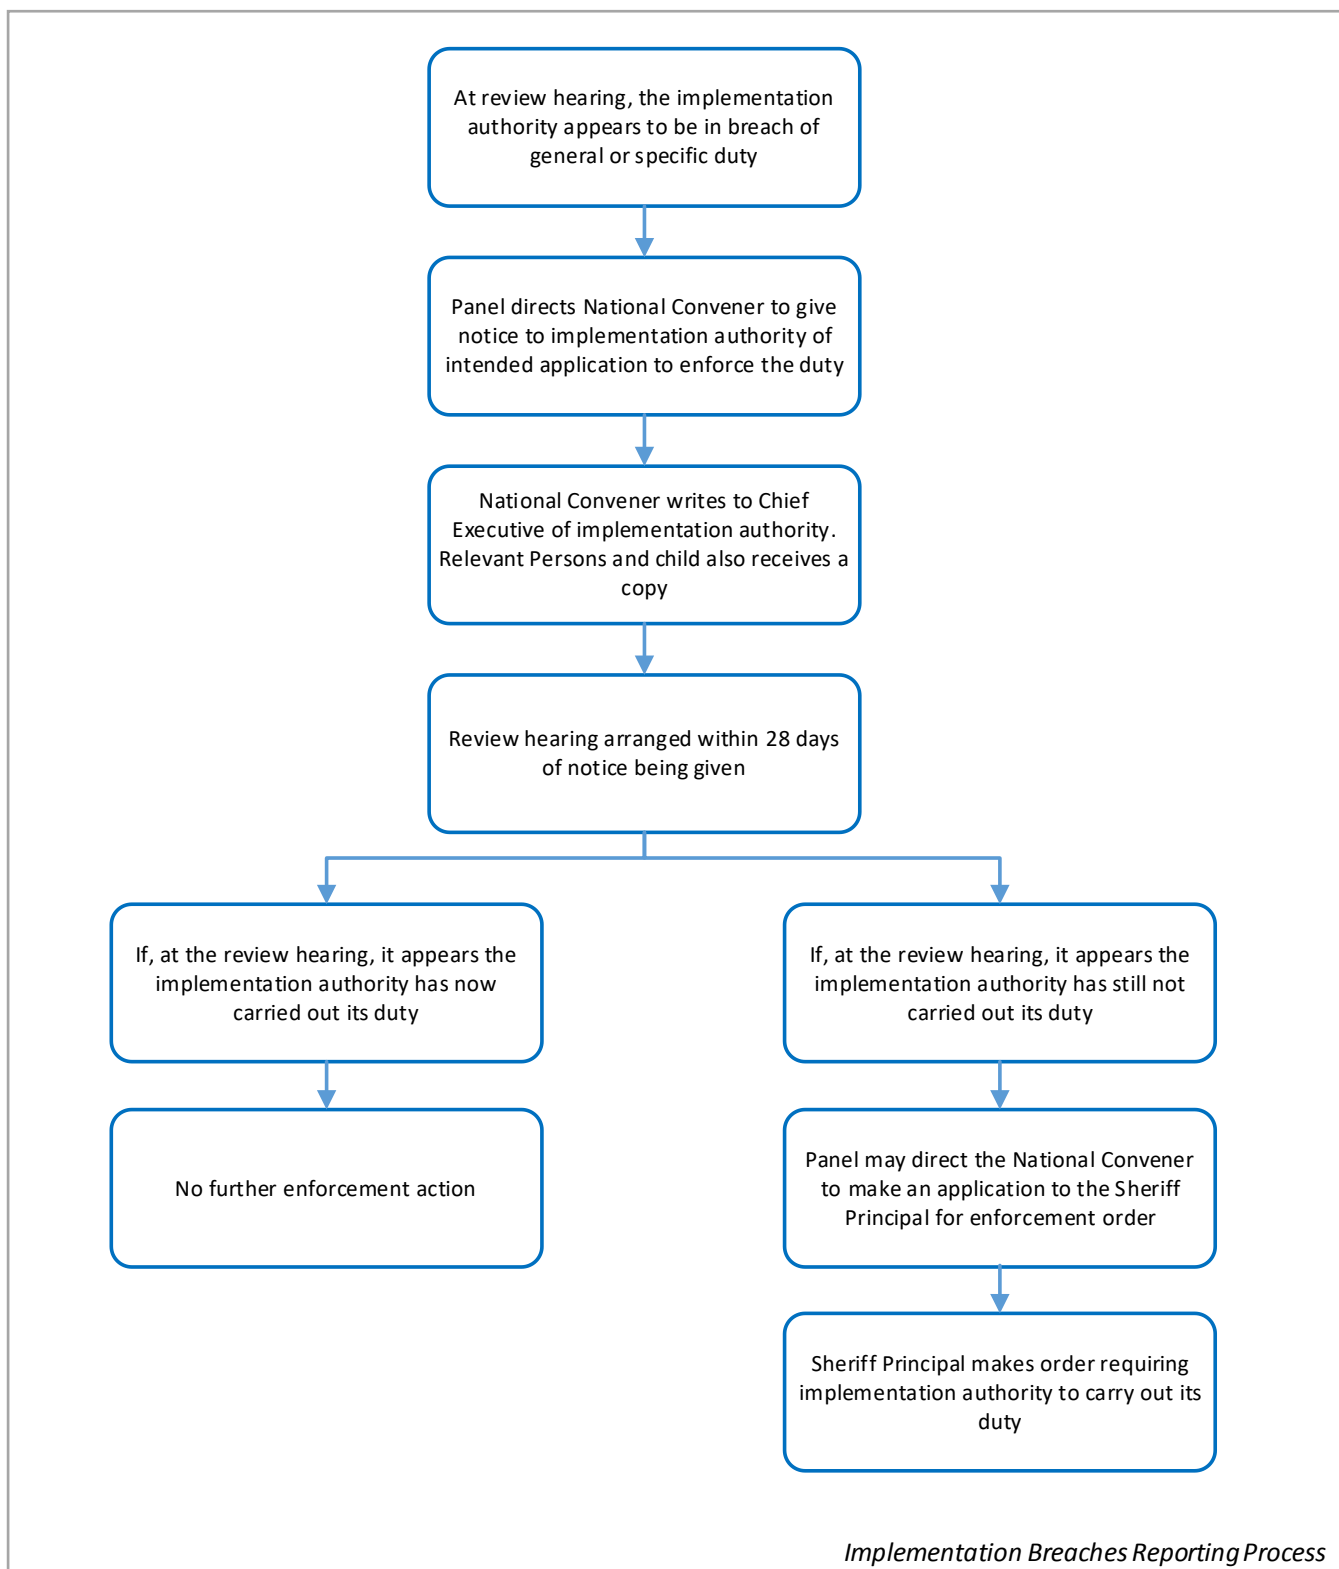 At review hearing, the implementation
authority appears to be in breach of
general or specific duty
Panel directs National Convener to give
notice to implementation authority of
intended application to enforce the duty
National Convener writes to Chief
Executive of implementation authority.
Relevant Persons and child also receives a
copy
Review hearing arranged within 28 days
of notice being given
If, at the review hearing, it appears the
implementation authority has now
carried out its duty
If, at the review hearing, it appears the
implementation authority has still not
carried out its duty
No further enforcement action
Panel may direct the National Convener
to make an application to the Sheriff
Principal for enforcement order
Sheriff Principal makes order requiring
implementation authority to carry out its
duty
Implementation Breaches Reporting Process